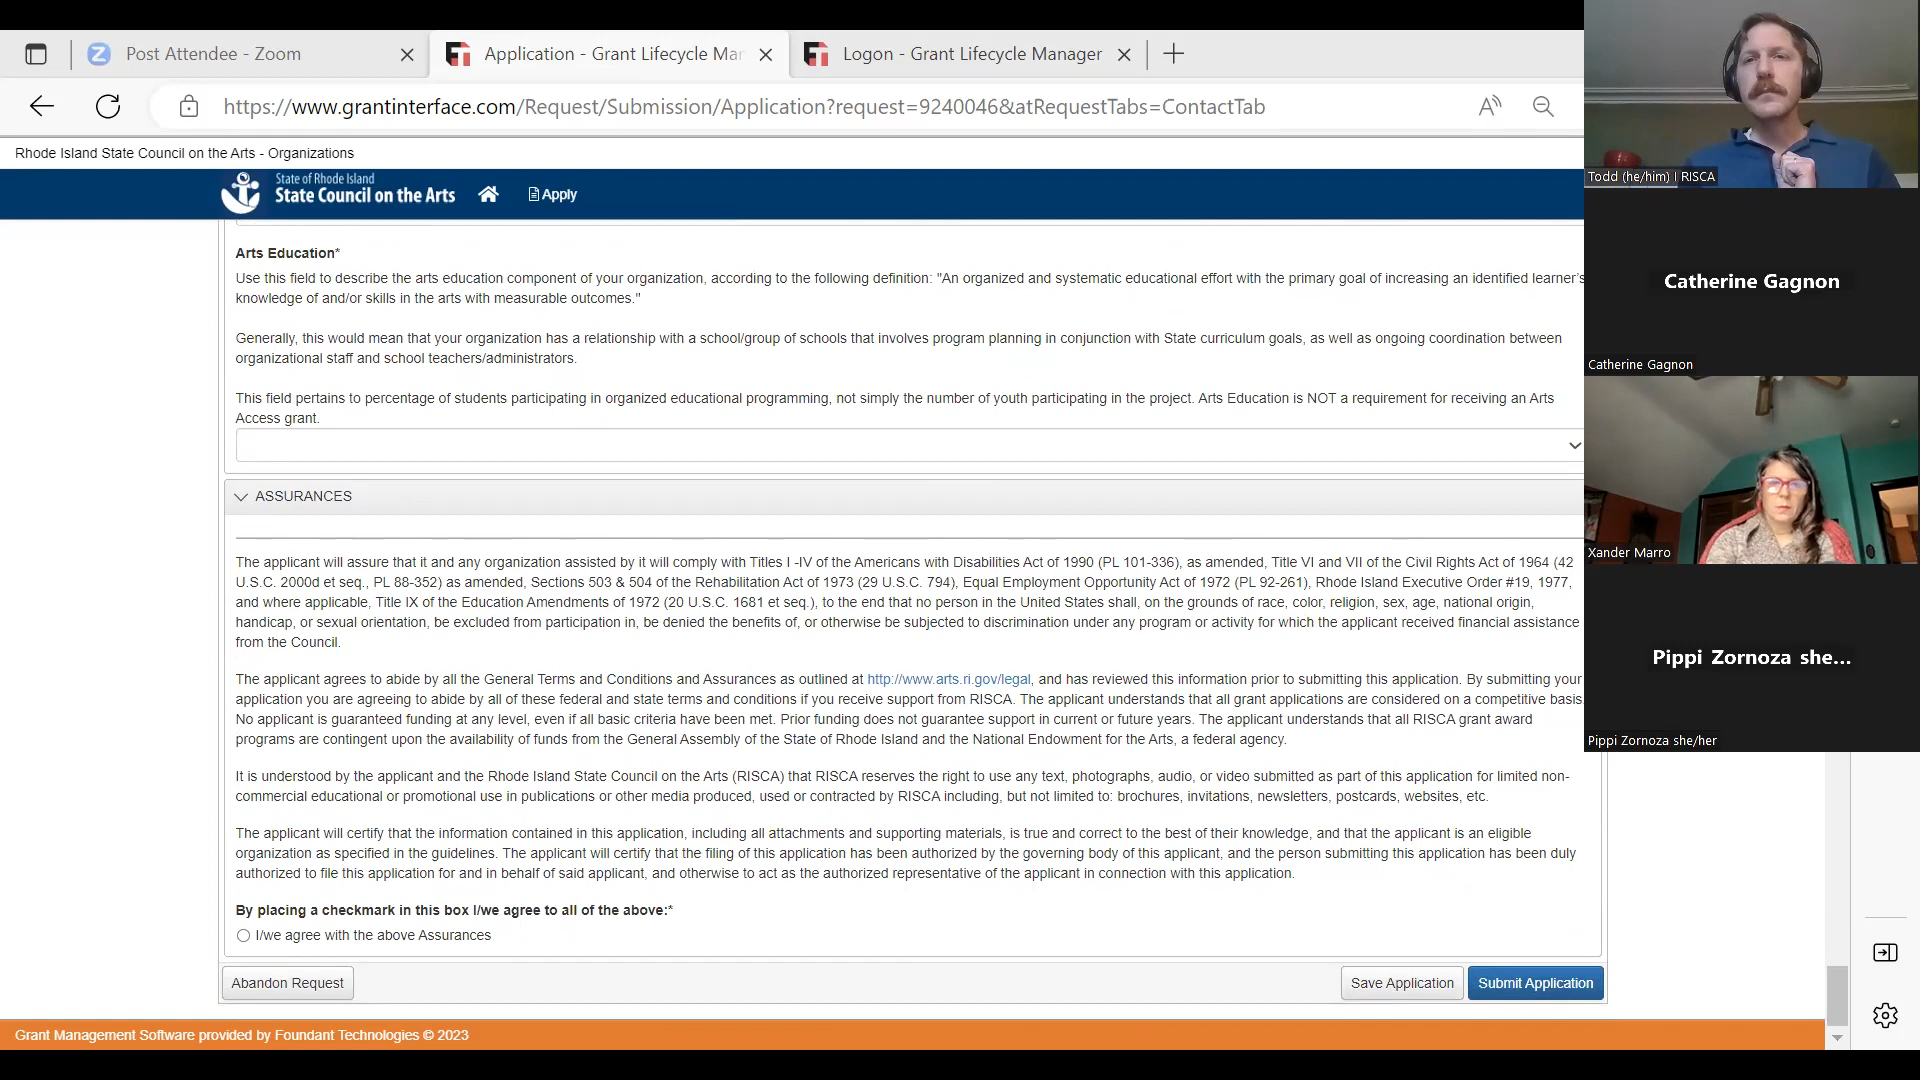 Post Attendee - Zoom
Application - Grant Lifecycle Mar
Logon - Grant Lifecycle Manager
https://www.grantinterface.com/Request/Submission/Application?request=9240046&atRequestTabs=ContactTab
Rhode Island State Council on the Arts - Organizations
State of Rhode Island
State Council on the Arts
Apply
Arts Education*
Use this field to describe the arts education component of your organization, according to the following definition: "An organized and systematic educational effort with the primary goal of increasing an identified learner's
knowledge of and/or skills in the arts with measurable outcomes."
Generally, this would mean that your organization has a relationship with a school/group of schools that involves program planning in conjunction with State curriculum goals, as well as ongoing coordination between
organizational staff and school teachers/administrators.
This field pertains to percentage of students participating in organized educational programming, not simply the number of youth participating in the project. Arts Education is NOT a requirement for receiving an Arts
Access grant.
ASSURANCES
The applicant will assure that it and any organization assisted by it will comply with Titles I -IV of the Americans with Disabilities Act of 1990 (PL 101-336), as amended, Title VI and VII of the Civil Rights Act of 1964 (42
U.S.C. 2000d et seq., PL 88-352) as amended, Sections 503 & 504 of the Rehabilitation Act of 1973 (29 U.S.C. 794), Equal Employment Opportunity Act of 1972 (PL 92-261), Rhode Island Executive Order #19, 1977,
and where applicable, Title IX of the Education Amendments of 1972 (20 U.S.C. 1681 et seq.), to the end that no person in the United States shall, on the grounds of race, color, religion, sex, age, national origin,
handicap, or sexual orientation, be excluded from participation in, be denied the benefits of, or otherwise be subjected to discrimination under any program or activity for which the applicant received financial assistance
from the Council.
The applicant agrees to abide by all the General Terms and Conditions and Assurances as outlined at http://www.arts.ri.gov/legal, and has reviewed this information prior to submitting this application. By submitting your
application you are agreeing to abide by all of these federal and state terms and conditions if you receive support from RISCA. The applicant understands that all grant applications are considered on a competitive basis.
No applicant is guaranteed funding at any level, even if all basic criteria have been met. Prior funding does not guarantee support in current or future years. The applicant understands that all RISCA grant award
programs are contingent upon the availability of funds from the General Assembly of the State of Rhode Island and the National Endowment for the Arts, a federal agency.
It is understood by the applicant and the Rhode Island State Council on the Arts (RISCA) that RISCA reserves the right to use any text, photographs, audio, or video submitted as part of this application for limited non-
commercial educational or promotional use in publications or other media produced, used or contracted by RISCA including, but not limited to: brochures, invitations, newsletters, postcards, websites, etc.
The applicant will certify that the information contained in this application, including all attachments and supporting materials, is true and correct to the best of their knowledge, and that the applicant is an eligible
organization as specified in the guidelines. The applicant will certify that the filing of this application has been authorized by the governing body of this applicant, and the person submitting this application has been duly
authorized to file this application for and in behalf of said applicant, and otherwise to act as the authorized representative of the applicant in connection with this application.
By placing a checkmark in this box I/we agree to all of the above:*
I/we agree with the above Assurances
Abandon Request
Save Application
Submit Application
Grant Management Software provided by Foundant Technologies © 2023
Todd (he/him) | RISCA
Catherine Gagnon
Catherine Gagnon
Xander Marro
Pippi Zornoza she...
Pippi Zornoza she/her